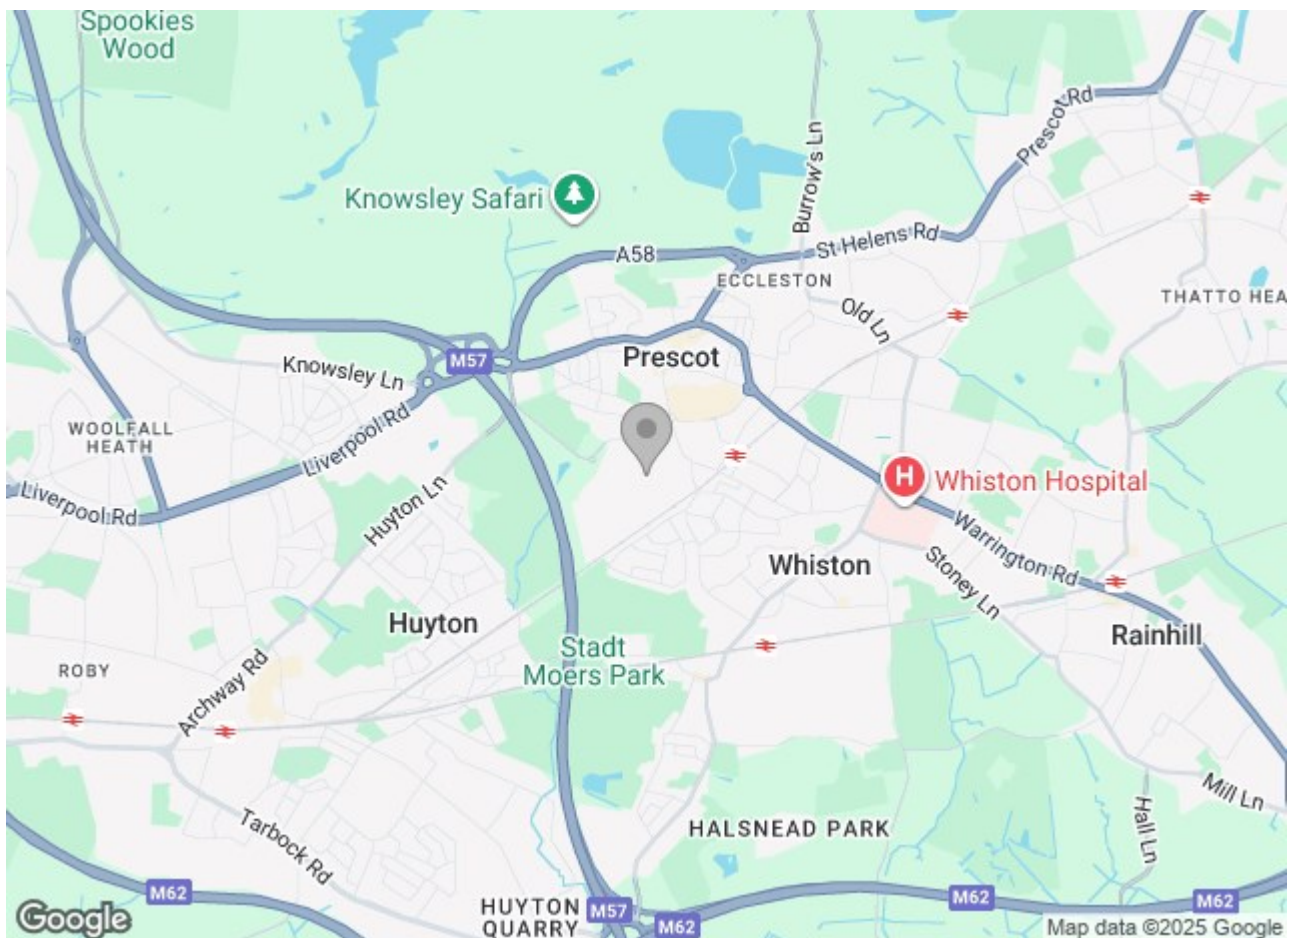 Spookies
Wood
Knowsley Safari
Burrow's Ln
Prescot Rd
St Helens Rd
A58
ECCLESTON
THATTO HEA
Old Ln
M57
Knowsley Ln
Prescot
WOOLFALL
HEATH
Liverpool Rd
Liverpool Rd
Huyton Ln
H
Whiston Hospital
Warrington Rd
Whiston
Stoney Ln
Huyton
Rainhill
Stadt
Moers Park
ROBY
Archway Rd
Tarbock Rd
HALSNEAD PARK
Mill Ln
Hall Ln
M62
HUYTON
QUARRY
M57
M62
M62
M62
Google
Map data ©2025 Google